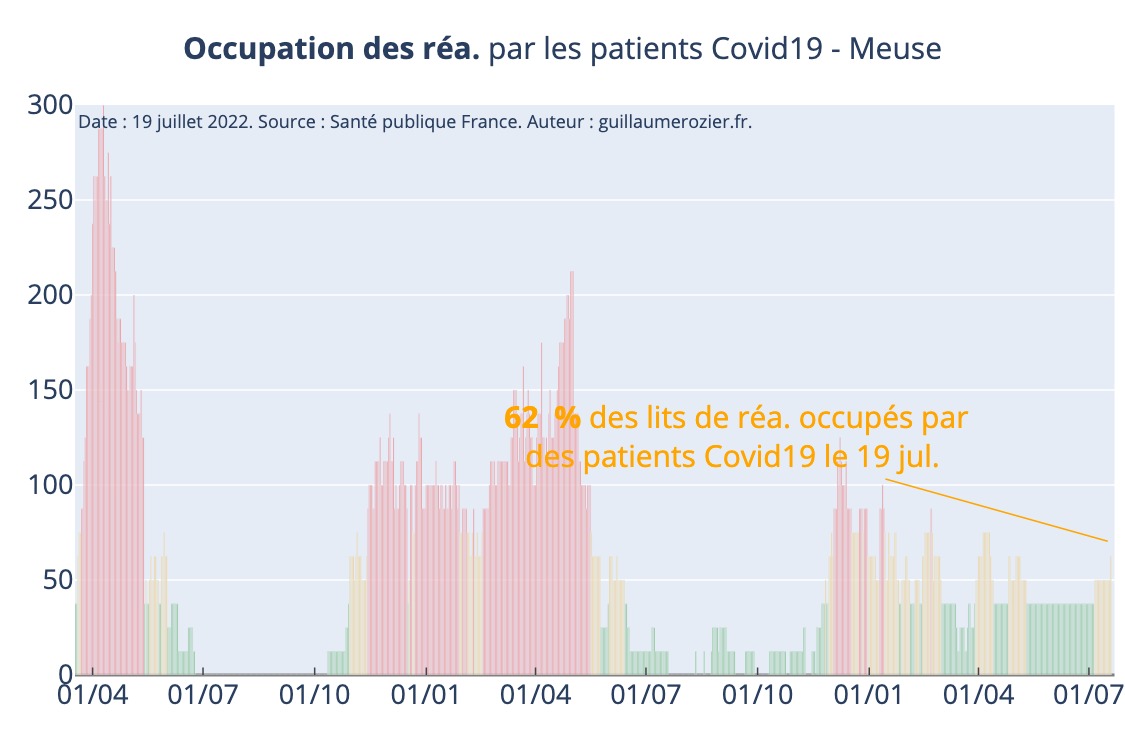 Occupation des réa. par les patients Covid19 - Meuse
300
Date : 19 juillet 2022. Source : Santé publique France. Auteur : guillaumerozier.fr.
250
200
150
62 % des lits de réa. occupés par
des patients Covid19 le 19 jul.
100
50
0
01/04 01/07 01/10 01/01 01/04 01/07 01/10 01/01 01/04 01/07